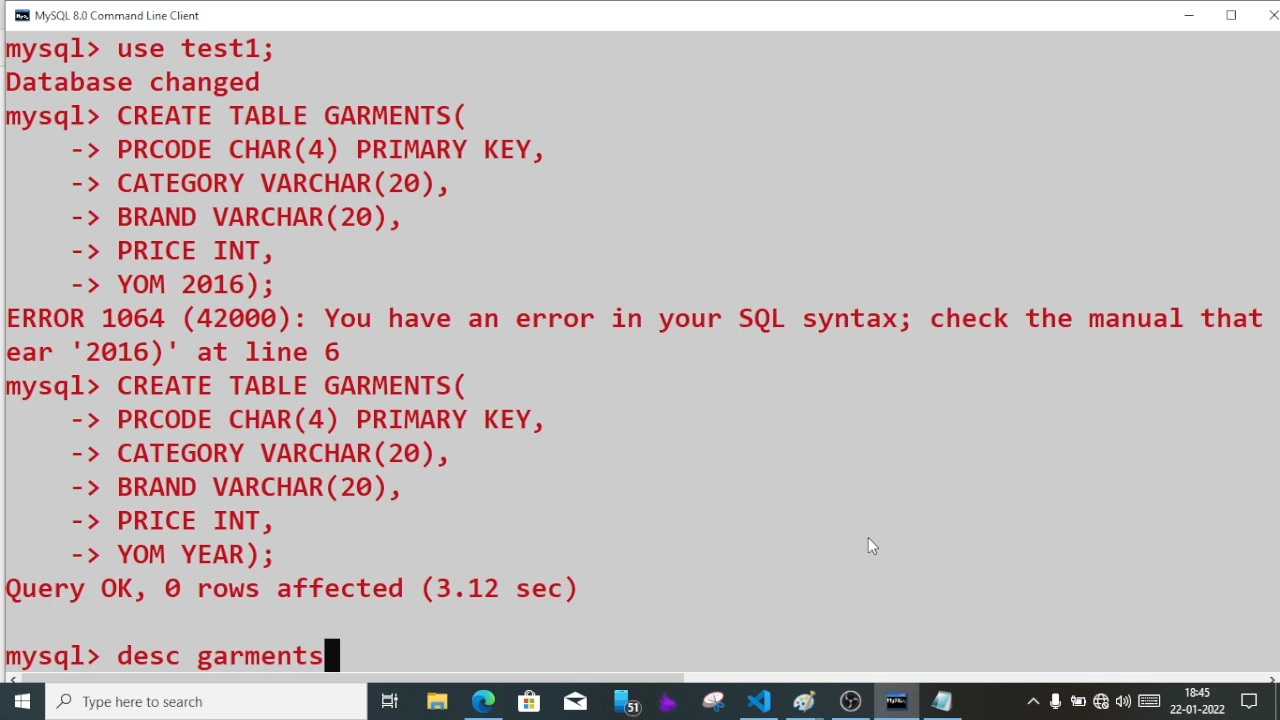 MySQL 8.0 Command Line Client
mysql> use test1;
Database changed
mysql> CREATE TABLE GARMENTS(
    -> PRCODE CHAR(4) PRIMARY KEY,
    -> CATEGORY VARCHAR(20),
    -> BRAND VARCHAR(20),
    -> PRICE INT,
    -> YOM 2016);
ERROR 1064 (42000): You have an error in your SQL syntax; check the manual that
ear '2016)' at line 6
mysql> CREATE TABLE GARMENTS(
    -> PRCODE CHAR(4) PRIMARY KEY,
    -> CATEGORY VARCHAR(20),
    -> BRAND VARCHAR(20),
    -> PRICE INT,
    -> YOM YEAR);
Query OK, 0 rows affected (3.12 sec)
mysql> desc garments
Type here to search
51
MySQL
18:45
22-01-2022